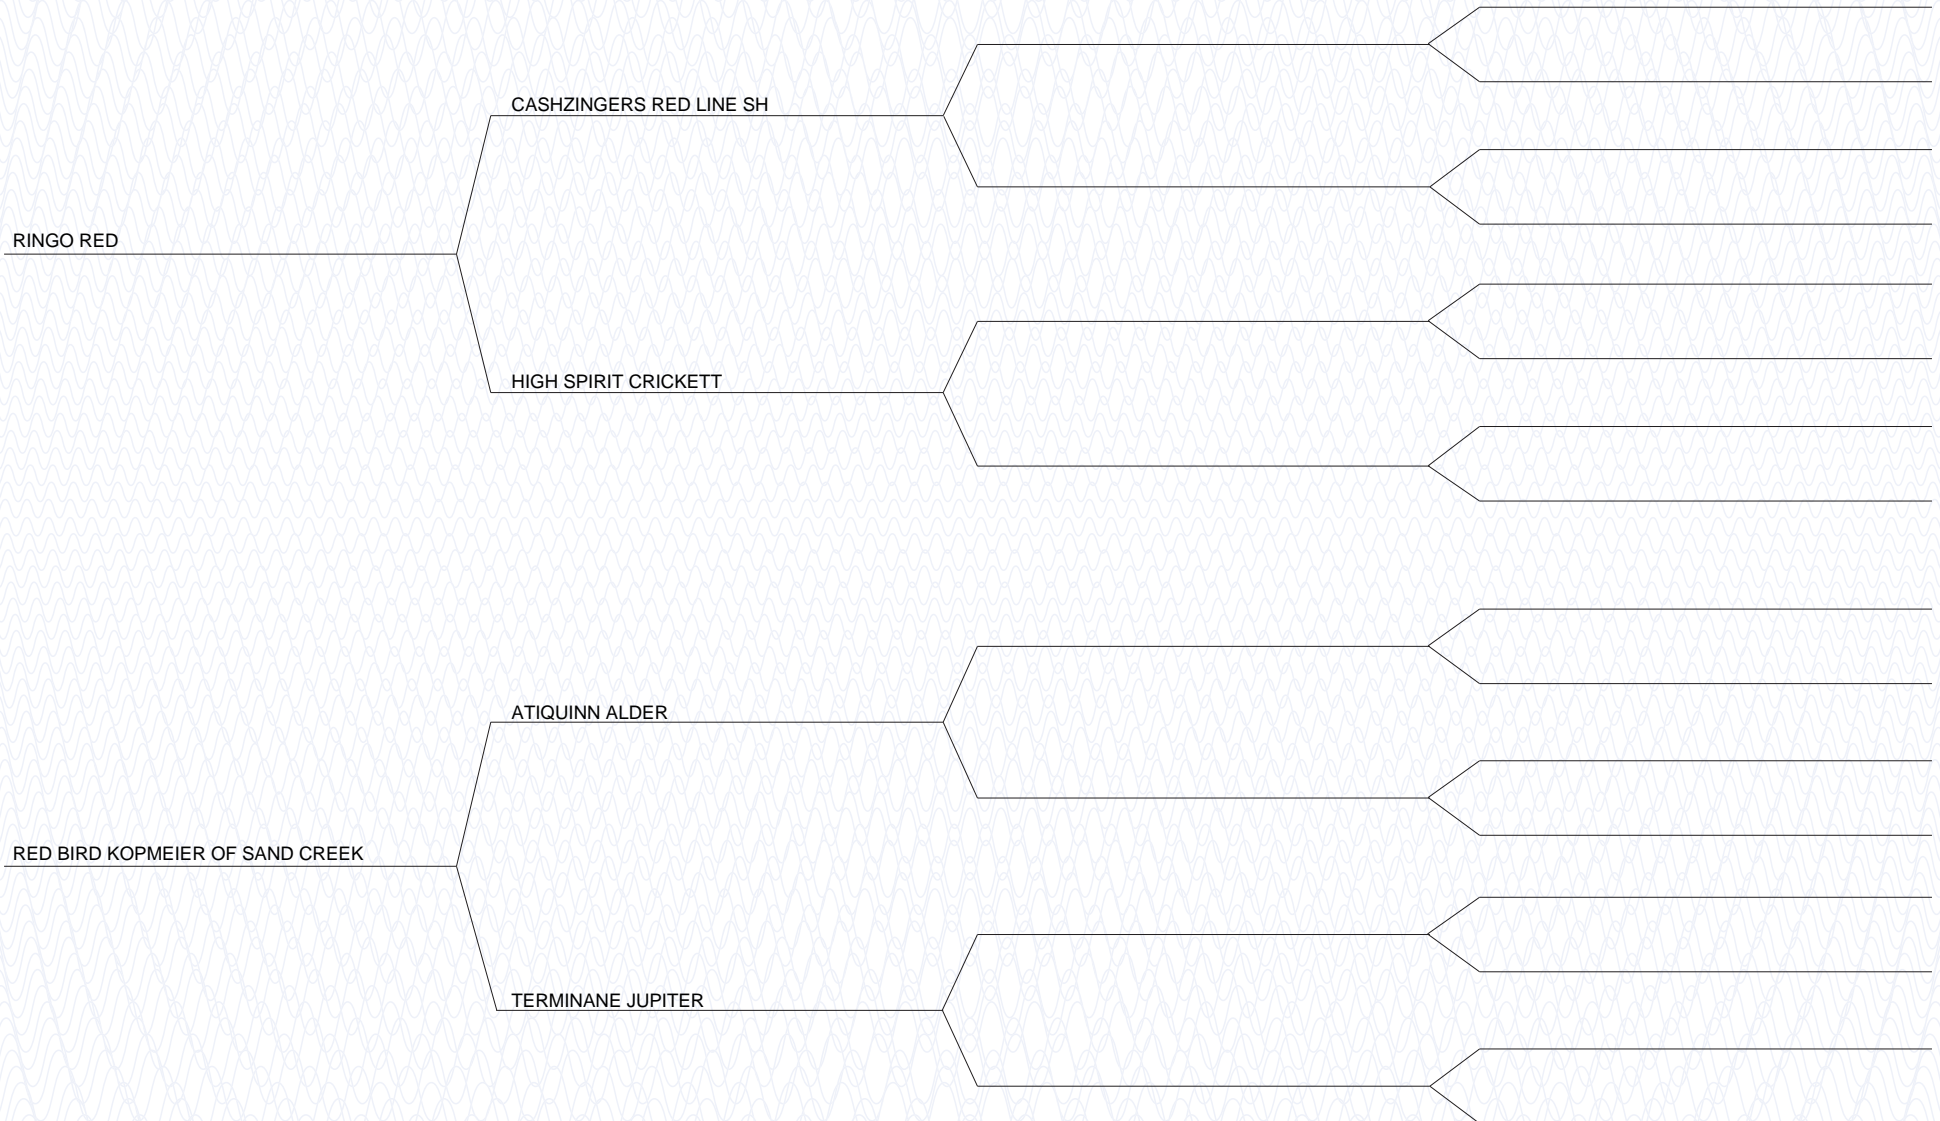 CASHZINGERS RED LINE SH
RINGO RED
HIGH SPIRIT CRICKETT
ATIQUINN ALDER
RED BIRD KOPMEIER OF SAND CREEK
TERMINANE JUPITER